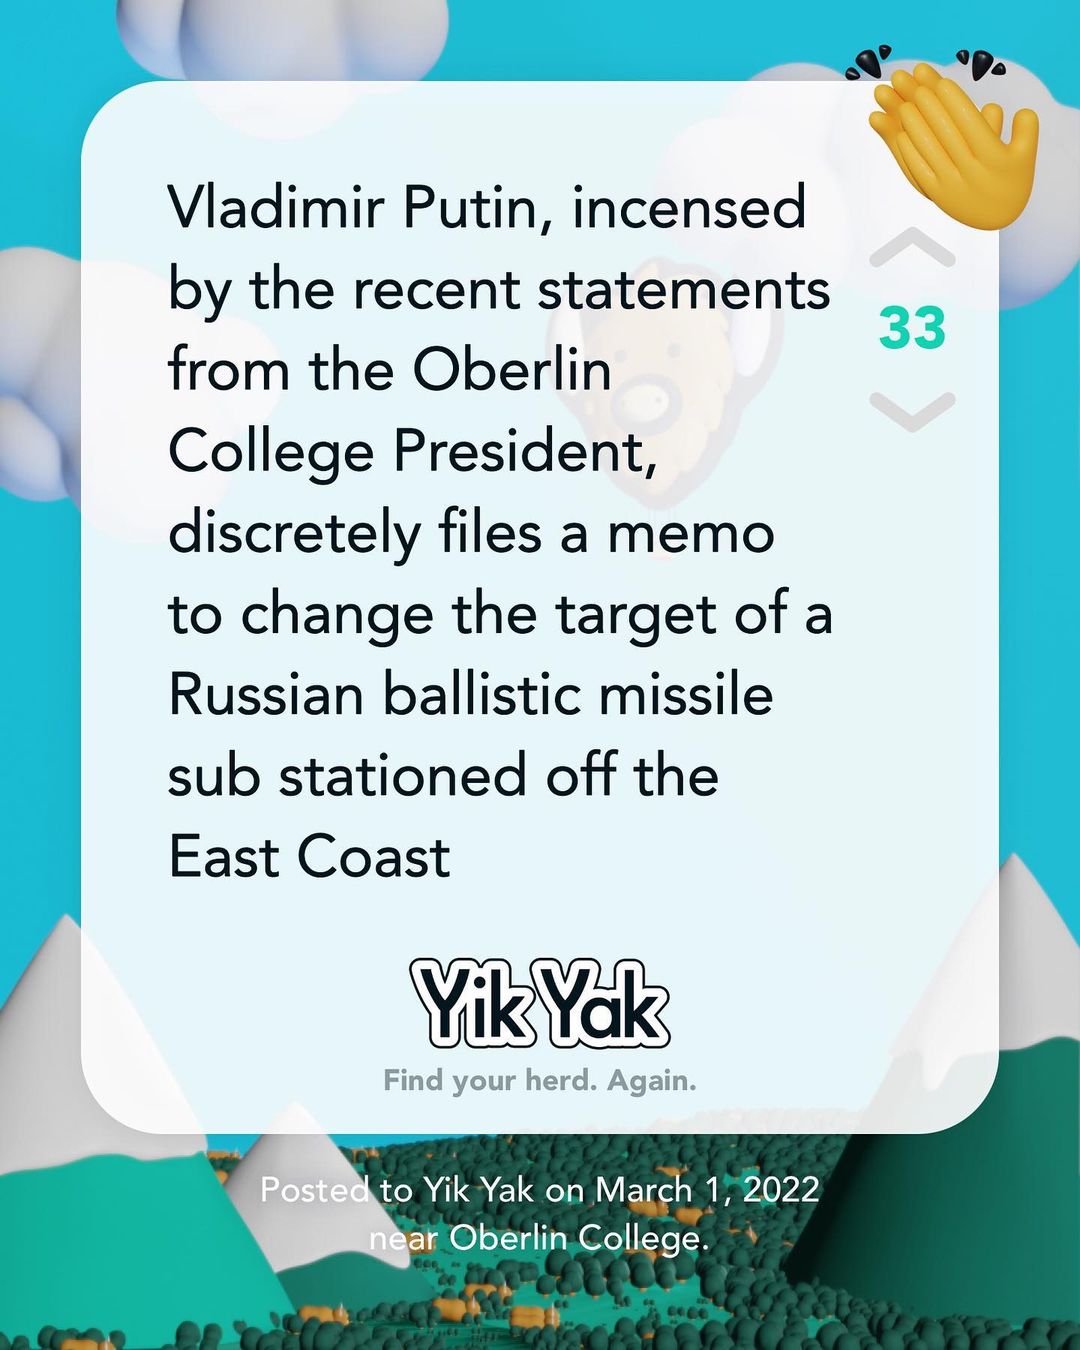 Vladimir Putin, incensed
by the recent statements
from the Oberlin
College President,
discretely files a memo
to change the target of a
Russian ballistic missile
sub stationed off the
East Coast
33
Yik Yak
Find your herd. Again.
Posted to Yik Yak on March 1, 2022
near Oberlin College.